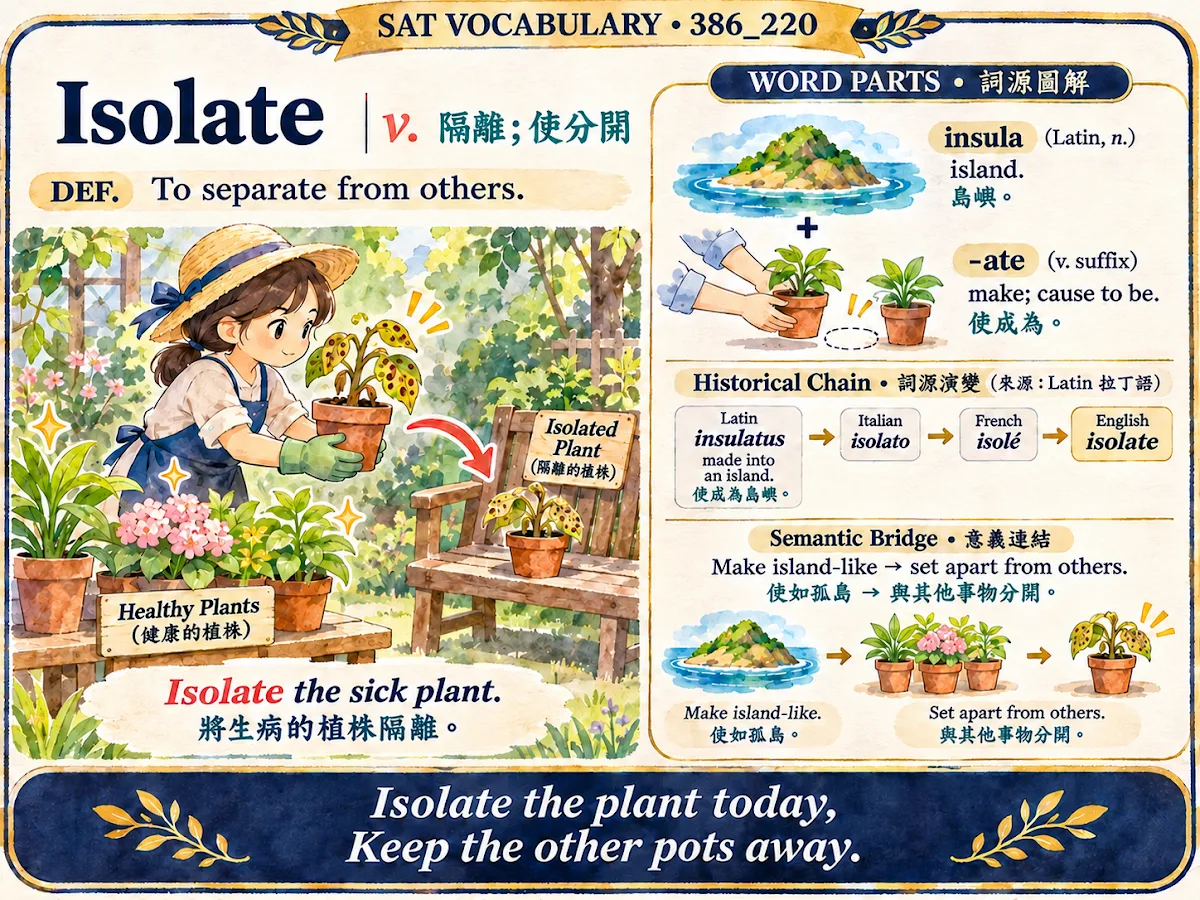 SAT VOCABULARY • 386_220
Isolate
v. 隔離；使分開
DEF. To separate from others.
Isolated
Plant
(隔離的植株)
Healthy Plants
(健康的植株)
Isolate the sick plant.
將生病的植株隔離。
WORD PARTS • 詞源圖解
insula (Latin, n.)
island.
島嶼。
+
-ate (v. suffix)
make; cause to be.
使成為。
Historical Chain • 詞源演變 (來源：Latin 拉丁語)
Latin
insulatus
made into
an island.
使成為島嶼。
→
Italian
isolato
→
French
isolé
→
English
isolate
Semantic Bridge • 意義連結
Make island-like → set apart from others.
使如孤島 → 與其他事物分開。
Make island-like.
使如孤島。
Set apart from others.
與其他事物分開。
Isolate the plant today,
Keep the other pots away.